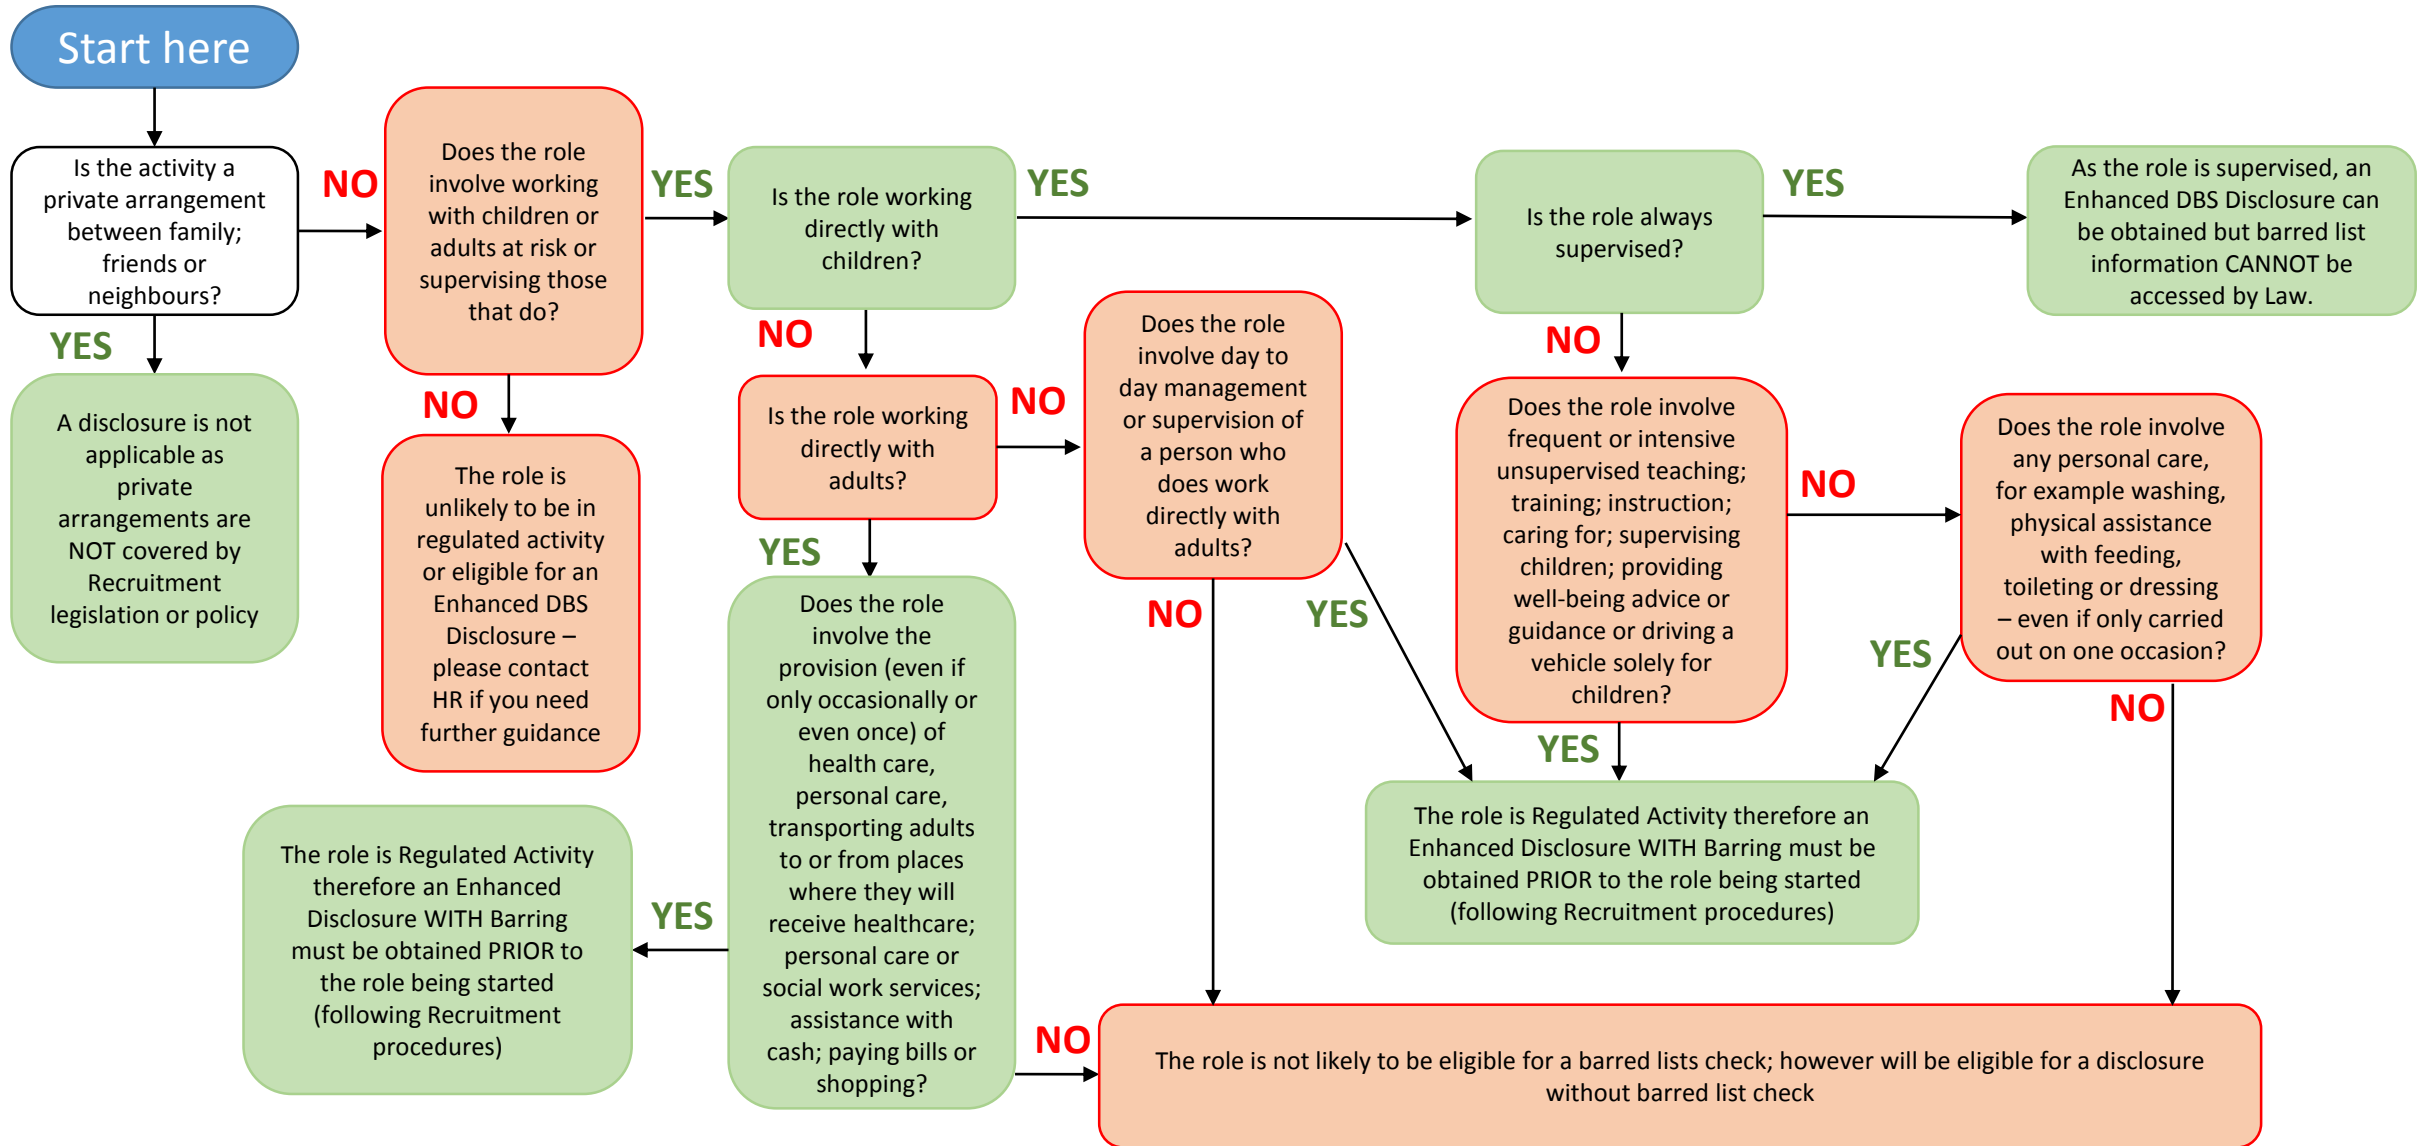 Start here
Is the activity a
private arrangement
between family;
friends or
neighbours?
NO
YES
A disclosure is not
applicable as
private
arrangements are
NOT covered by
Recruitment
legislation or policy
Does the role
involve working
with children or
adults at risk or
supervising those
that do?
YES
NO
The role is
unlikely to be in
regulated activity
or eligible for an
Enhanced DBS
Disclosure –
please contact
HR if you need
further guidance
Is the role working
directly with
children?
YES
NO
Is the role working
directly with
adults?
NO
YES
Does the role
involve the
provision (even if
only occasionally or
even once) of
health care,
personal care,
transporting adults
to or from places
where they will
receive healthcare;
personal care or
social work services;
assistance with
cash; paying bills or
shopping?
YES
NO
The role is Regulated Activity
therefore an Enhanced
Disclosure WITH Barring
must be obtained PRIOR to
the role being started
(following Recruitment
procedures)
Does the role
involve day to
day management
or supervision of
a person who
does work
directly with
adults?
NO
YES
Is the role always
supervised?
YES
NO
As the role is supervised, an
Enhanced DBS Disclosure can
be obtained but barred list
information CANNOT be
accessed by Law.
Does the role involve
frequent or intensive
unsupervised teaching;
training; instruction;
caring for; supervising
children; providing
well-being advice or
guidance or driving a
vehicle solely for
children?
NO
YES
Does the role involve
any personal care,
for example washing,
physical assistance
with feeding,
toileting or dressing
– even if only carried
out on one occasion?
YES
NO
The role is Regulated Activity therefore an
Enhanced Disclosure WITH Barring must be
obtained PRIOR to the role being started
(following Recruitment procedures)
The role is not likely to be eligible for a barred lists check; however will be eligible for a disclosure
without barred list check